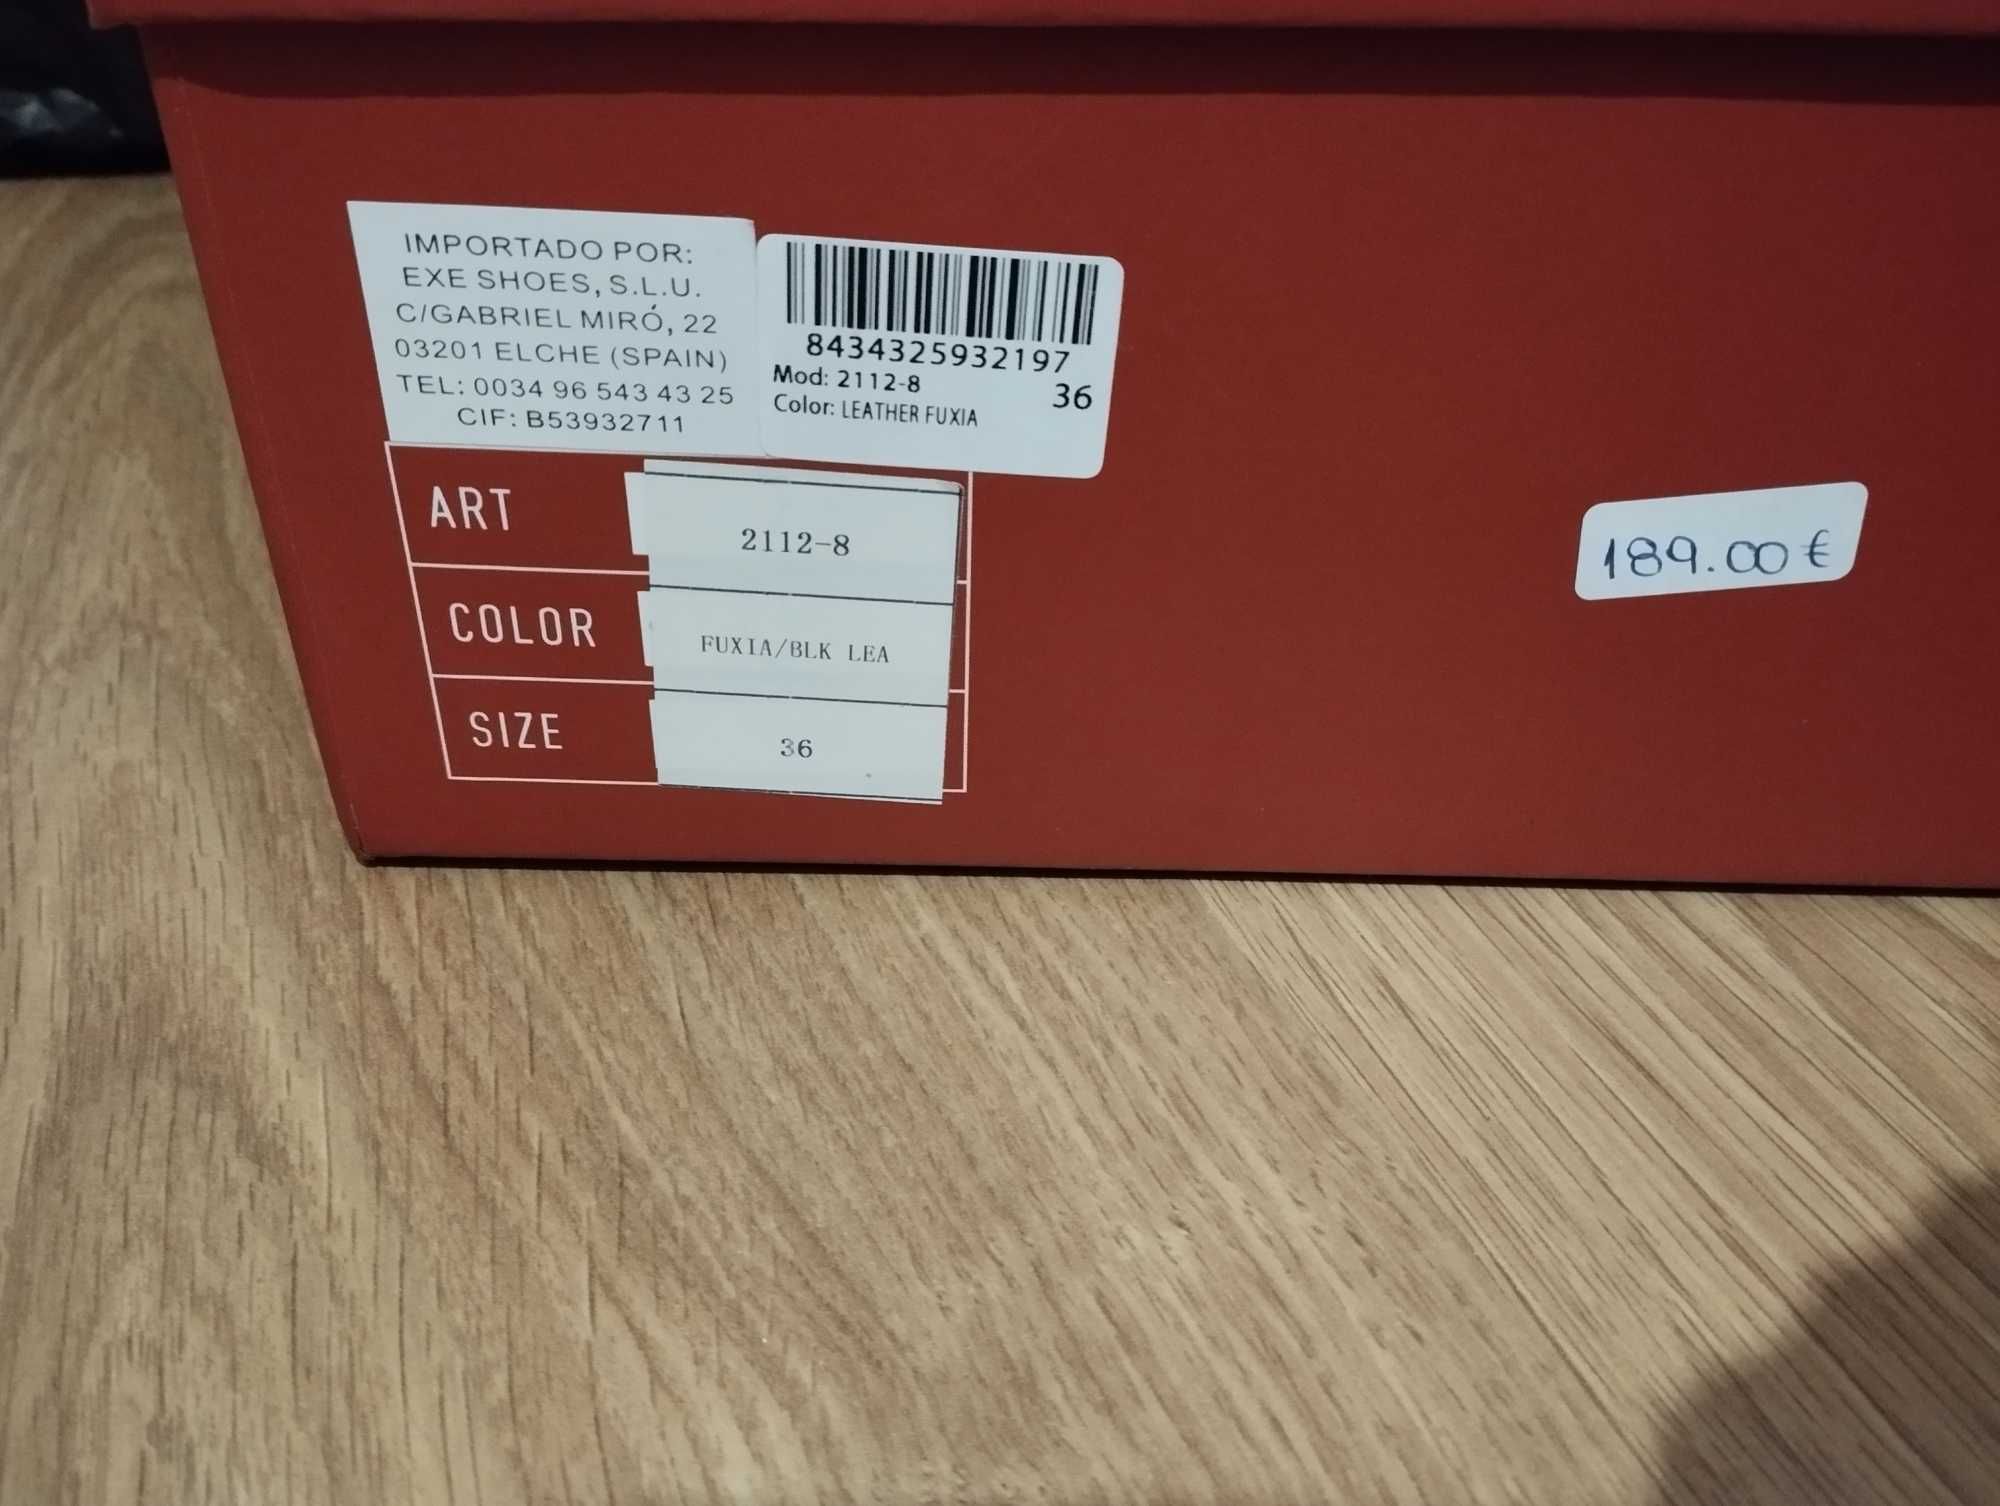 IMPORTADO POR:
EXE SHOES, S.L.U.
C/GABRIEL MIRÓ, 22
03201 ELCHE (SPAIN)
TEL: 0034 96 543 43 25
CIF: B53932711
8434325932197
Mod: 2112-8
36
Color: LEATHER FUXIA
ART 2112-8
COLOR FUXIA/BLK LEA
SIZE 36
189.00 €